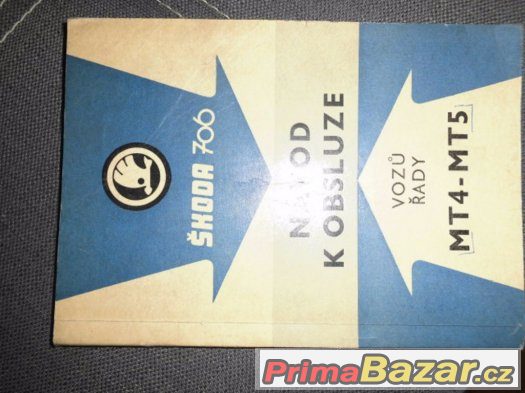 ŠKODA 706
NÁVOD
K OBSLUZE
VOZŮ
ŘADY
MT4-MT5
PrimaBazar.cz